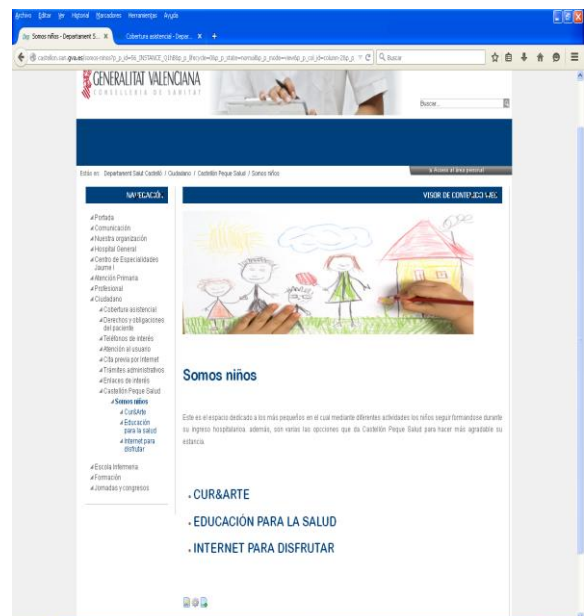 Archivo Editar Ver Historial Marcadores Herramientas Ayuda
Somos niños - Departament S... X
Cobertura asistencial - Depar... X +
Buscar
GENERALITAT VALENCIANA
CONSELLERIA DE SANITAT
Buscar...
Estás en: Departament Salut Castelló / Ciudadano / Castellón Peque Salud / Somos niños
Acceso al área personal
NAVEGACIÓN
VISOR DE CONTENIDO WEB
Portada
Comunicación
Nuestra organización
Hospital General
Centro de Especialidades
Jaume I
Atención Primaria
Profesional
Ciudadano
Cobertura asistencial
Derechos y obligaciones
del paciente
Teléfonos de interés
Atención al usuario
Cita previa por Internet
Trámites administrativos
Enlaces de interés
Castellón Peque Salud
Somos niños
Cur&Arte
Educación
para la salud
Internet para
disfrutar
Escola Infermeria
Formación
Jornadas y congresos
Somos niños
Este es el espacio dedicado a los más pequeños en el cual mediante diferentes actividades los niños seguir formandose durante
su ingreso hospitalario. además, son varias las opcciones que da Castellón Peque Salud para hacer más agradable su
estancia.
CUR&ARTE
EDUCACIÓN PARA LA SALUD
INTERNET PARA DISFRUTAR